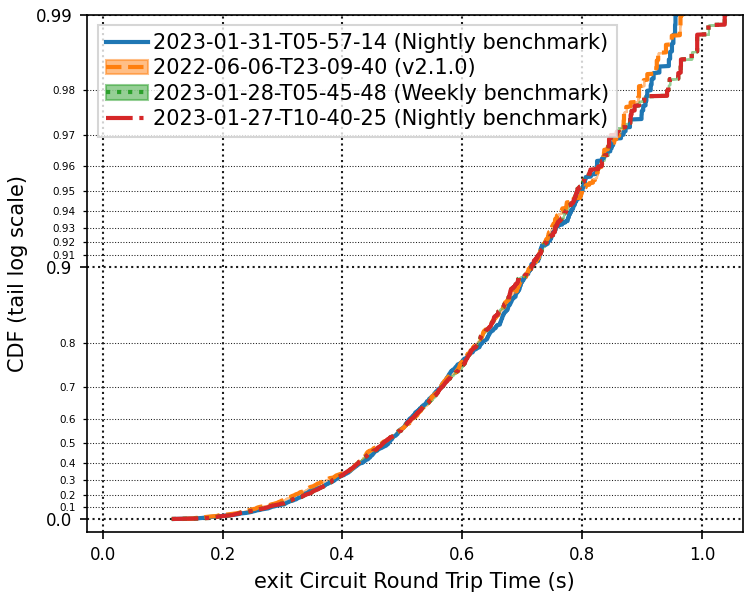 0.99
2023-01-31-T05-57-14 (Nightly benchmark)
2022-06-06-T23-09-40 (v2.1.0)
2023-01-28-T05-45-48 (Weekly benchmark)
2023-01-27-T10-40-25 (Nightly benchmark)
0.98
0.97
0.96
0.95
0.94
0.93
0.92
0.91
0.9
0.8
0.7
0.6
0.5
0.4
0.3
0.2
0.1
0.0
CDF (tail log scale)
0.0 0.2 0.4 0.6 0.8 1.0
exit Circuit Round Trip Time (s)